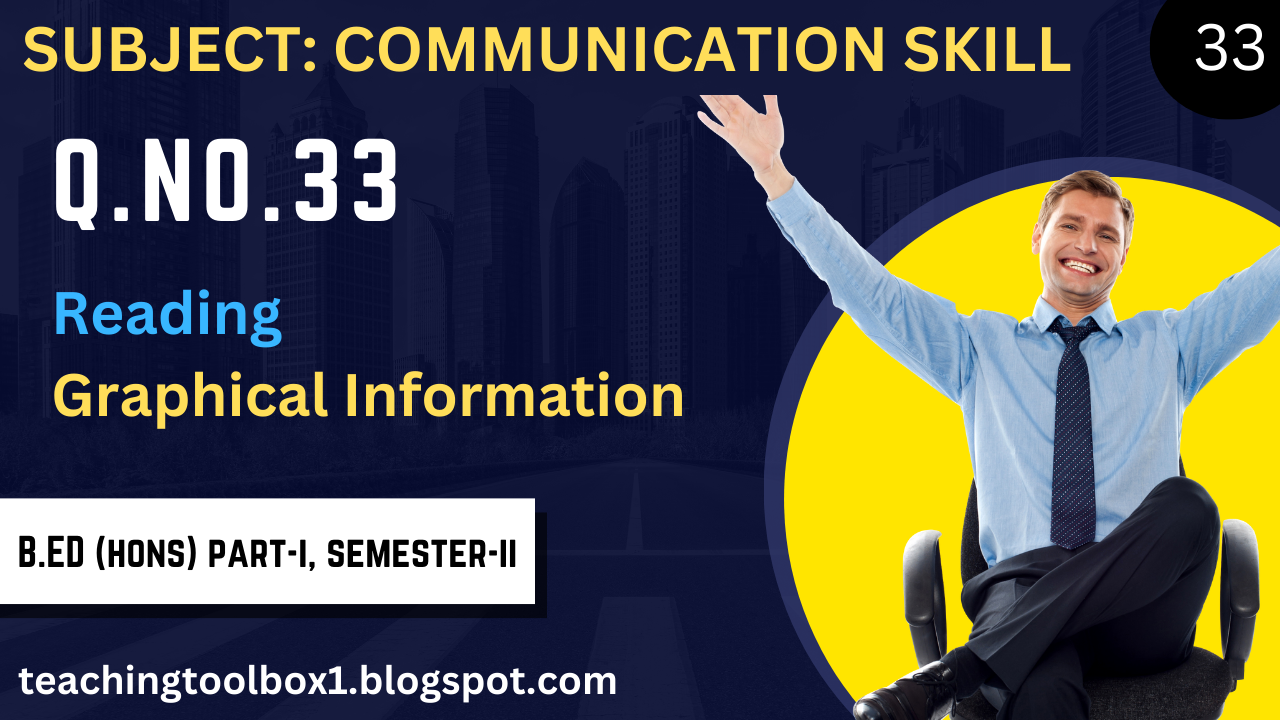 SUBJECT: COMMUNICATION SKILL
33
Q.NO.33
Reading
Graphical Information
B.ED (HONS) PART-I, SEMESTER-II
teachingtoolbox1.blogspot.com